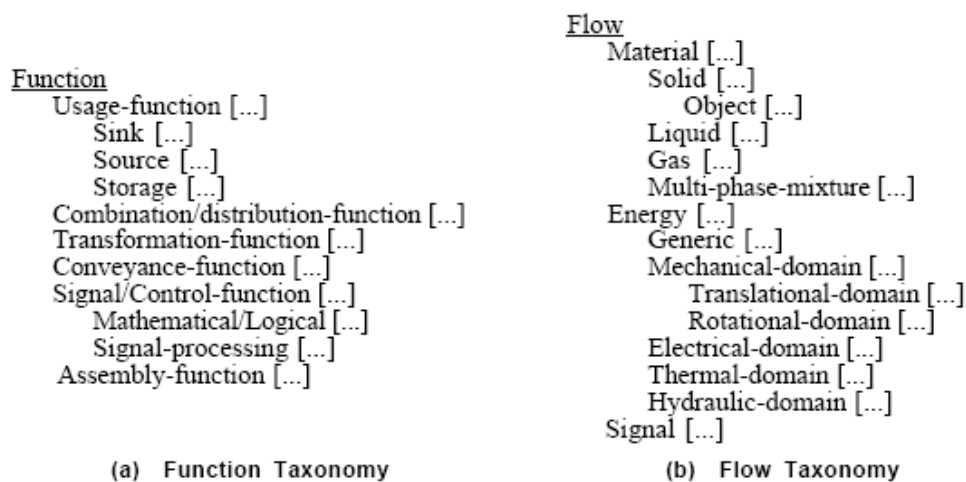 Function
Usage-function [...]
Sink [...]
Source [...]
Storage [...]
Combination/distribution-function [...]
Transformation-function [...]
Conveyance-function [...]
Signal/Control-function [...]
Mathematical/Logical [...]
Signal-processing [...]
Assembly-function [...]
(a) Function Taxonomy
Flow
Material [...]
Solid [...]
Object [...]
Liquid [...]
Gas [...]
Multi-phase-mixture [...]
Energy [...]
Generic [...]
Mechanical-domain [...]
Translational-domain [...]
Rotational-domain [...]
Electrical-domain [...]
Thermal-domain [...]
Hydraulic-domain [...]
Signal [...]
(b) Flow Taxonomy